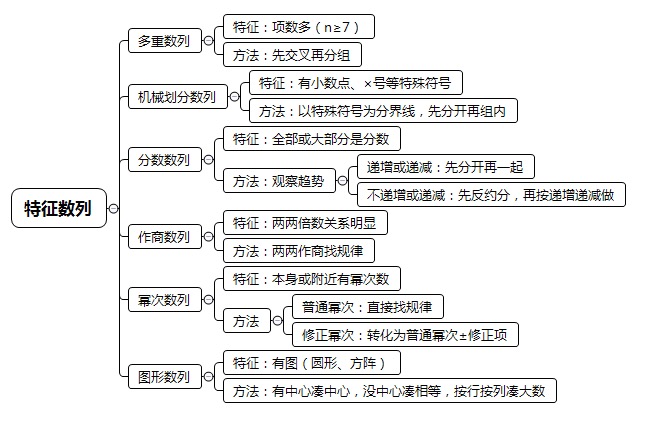 特征数列
多重数列
特征：项数多（n≥7）
方法：先交叉再分组
机械划分数列
特征：有小数点、×号等特殊符号
方法：以特殊符号为分界线，先分开再组内
分数数列
特征：全部或大部分是分数
方法：观察趋势
递增或递减：先分开再一起
不递增或递减：先反约分，再按递增递减做
作商数列
特征：两两倍数关系明显
方法：两两作商找规律
幂次数列
特征：本身或附近有幂次数
方法
普通幂次：直接找规律
修正幂次：转化为普通幂次±修正项
图形数列
特征：有图（圆形、方阵）
方法：有中心凑中心，没中心凑相等，按行按列凑大数